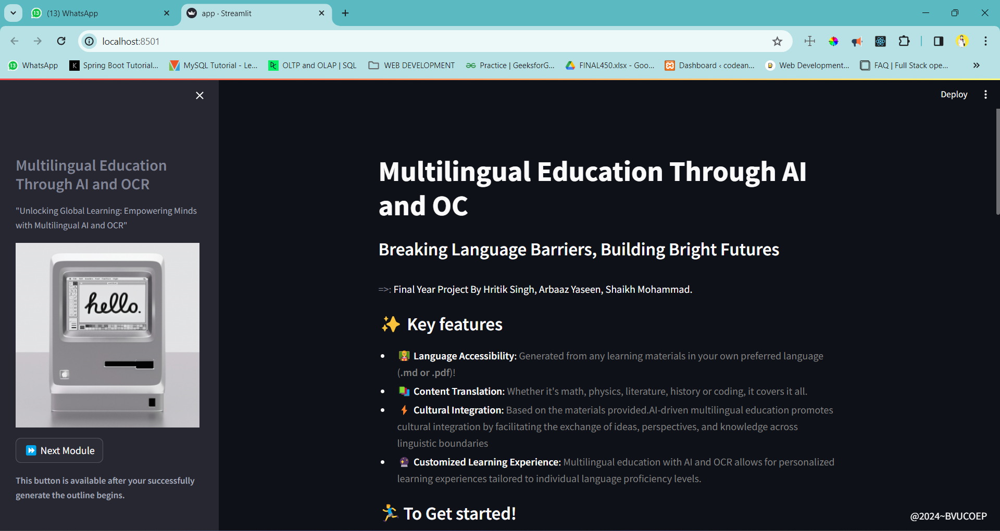 (13) WhatsApp
app · Streamlit
localhost:8501
WhatsApp
Spring Boot Tutorial...
MySQL Tutorial - Le...
OLTP and OLAP | SQL
WEB DEVELOPMENT
Practice | GeeksforG...
FINAL450.xlsx - Goo...
Dashboard ‹ codean...
Web Development...
FAQ | Full Stack ope...
Deploy
Multilingual Education
Through AI and OCR
"Unlocking Global Learning: Empowering Minds
with Multilingual AI and OCR"
hello.
Next Module
This button is available after your successfully
generate the outline begins.
Multilingual Education Through AI
and OC
Breaking Language Barriers, Building Bright Futures
=>: Final Year Project By Hritik Singh, Arbaaz Yaseen, Shaikh Mohammad.
✨ Key features
• Language Accessibility: Generated from any learning materials in your own preferred language
(.md or .pdf)!
• Content Translation: Whether it's math, physics, literature, history or coding, it covers it all.
• Cultural Integration: Based on the materials provided.AI-driven multilingual education promotes
cultural integration by facilitating the exchange of ideas, perspectives, and knowledge across
linguistic boundaries
• Customized Learning Experience: Multilingual education with AI and OCR allows for personalized
learning experiences tailored to individual language proficiency levels.
To Get started!
@2024~BVUCOEP